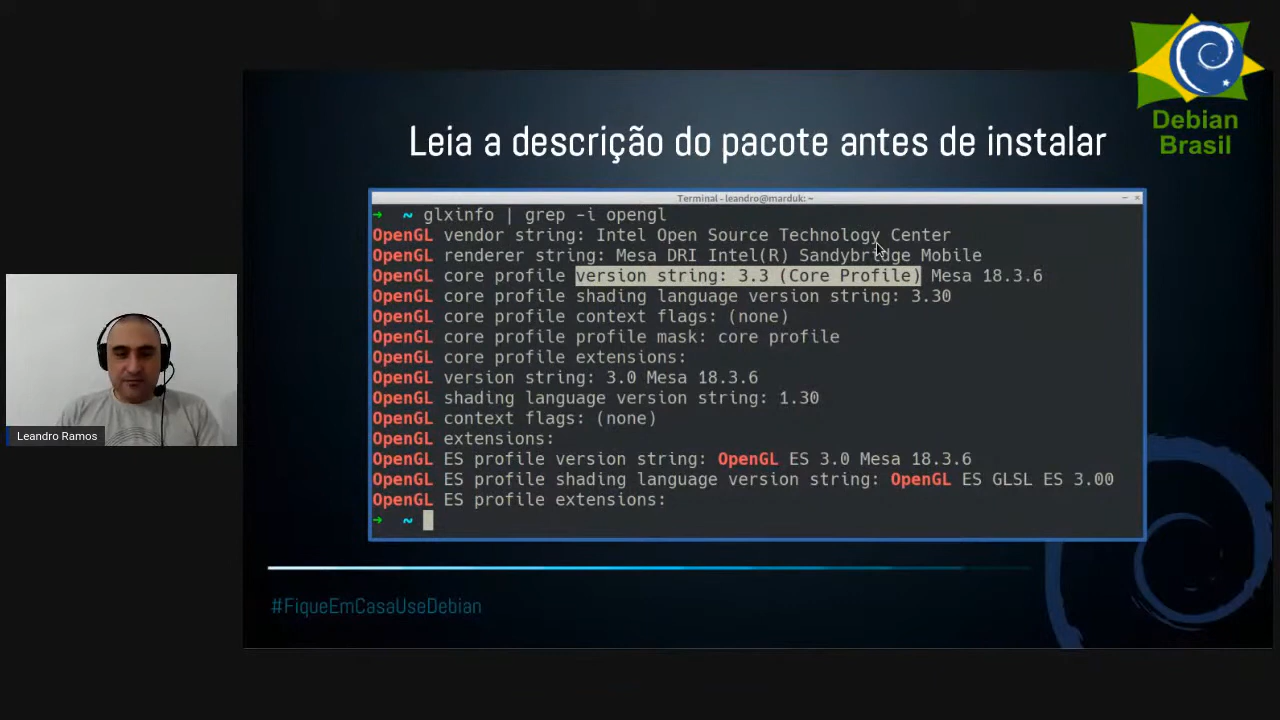 Debian
Brasil
Leia a descrição do pacote antes de instalar
Terminal - leandro@marduk: ~
➜ ~ glxinfo | grep -i opengl
OpenGL vendor string: Intel Open Source Technology Center
OpenGL renderer string: Mesa DRI Intel(R) Sandybridge Mobile
OpenGL core profile version string: 3.3 (Core Profile) Mesa 18.3.6
OpenGL core profile shading language version string: 3.30
OpenGL core profile context flags: (none)
OpenGL core profile profile mask: core profile
OpenGL core profile extensions:
OpenGL version string: 3.0 Mesa 18.3.6
OpenGL shading language version string: 1.30
OpenGL context flags: (none)
OpenGL extensions:
OpenGL ES profile version string: OpenGL ES 3.0 Mesa 18.3.6
OpenGL ES profile shading language version string: OpenGL ES GLSL ES 3.00
OpenGL ES profile extensions:
➜ ~
Leandro Ramos
#FiqueEmCasaUseDebian